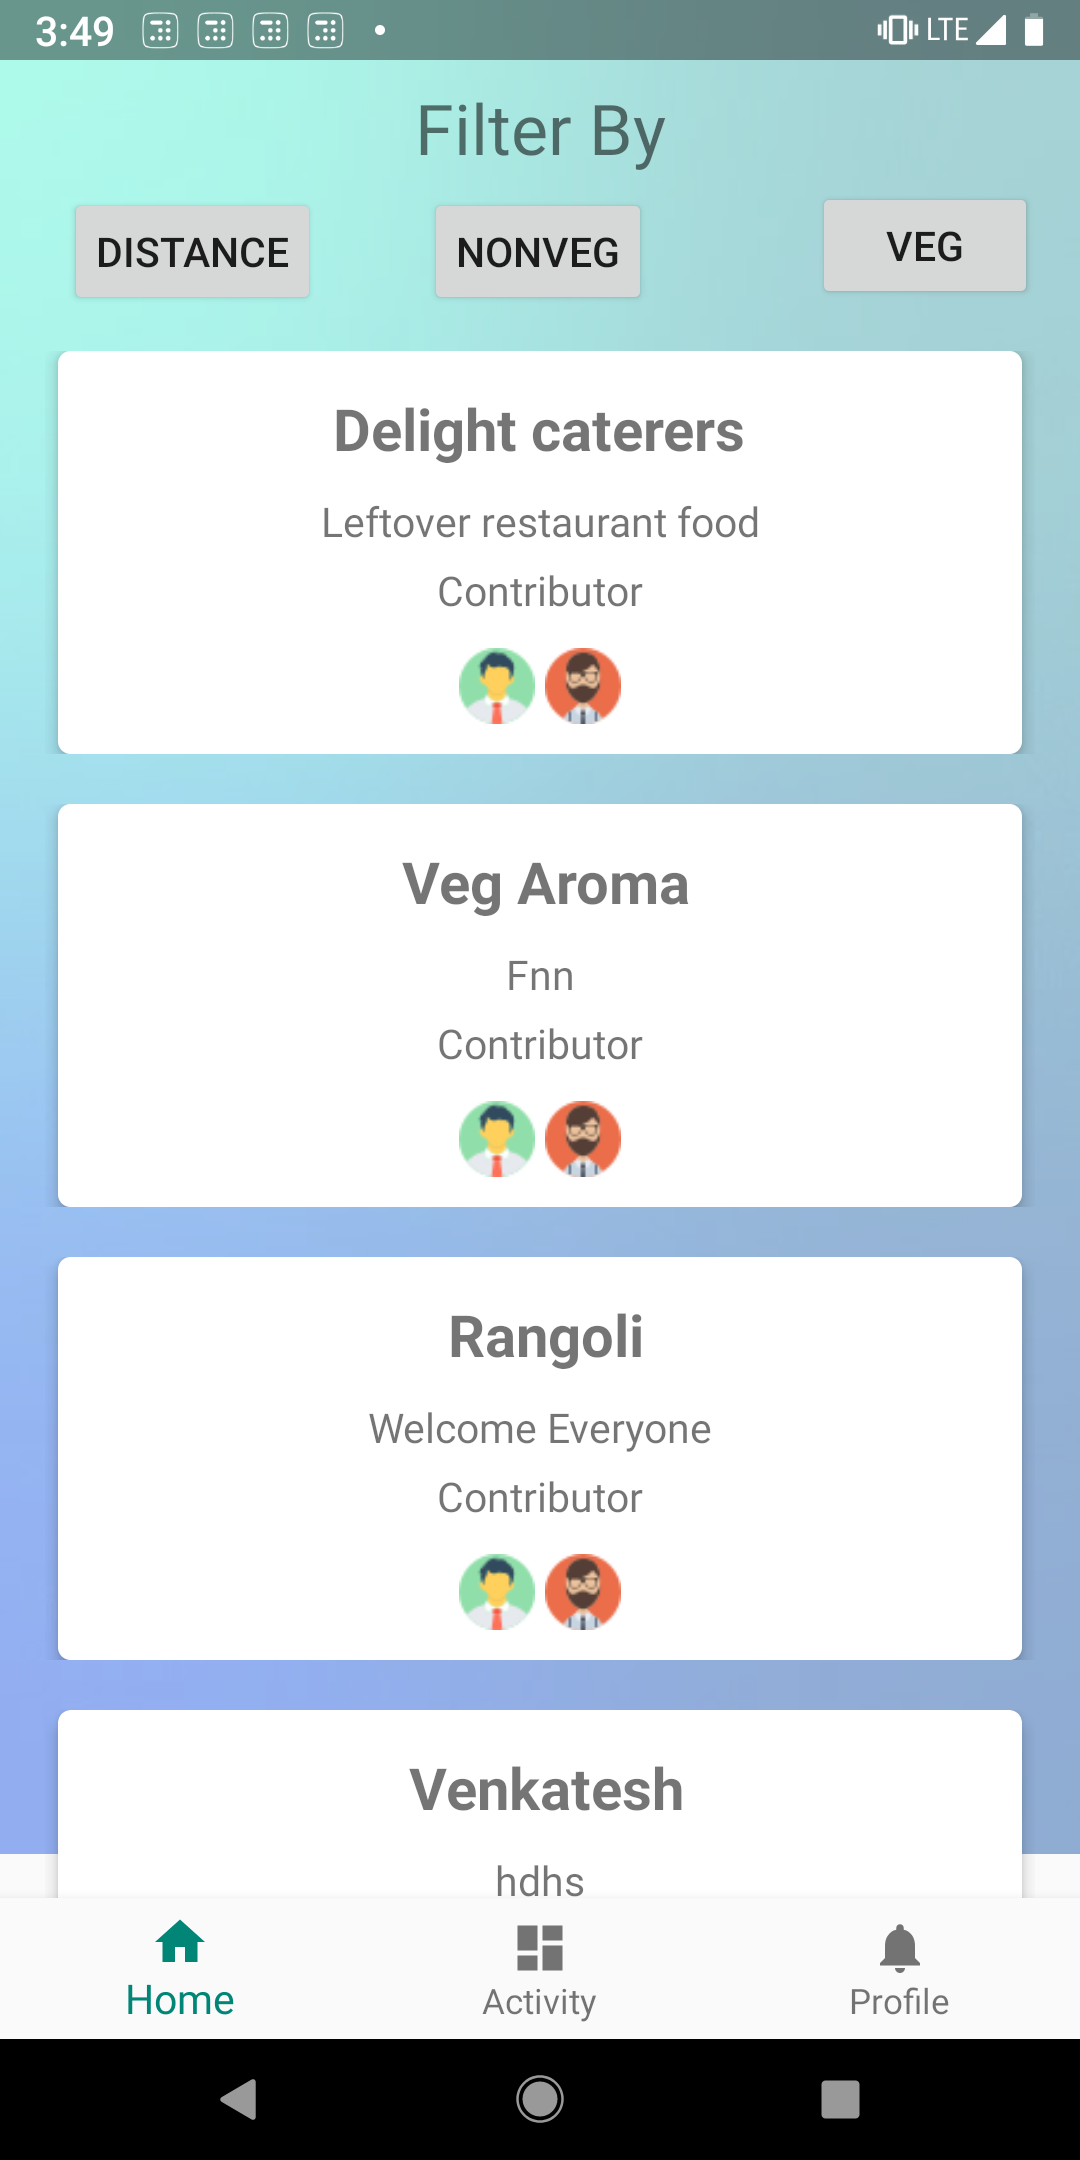 3:49 LTE
Filter By
DISTANCE NONVEG VEG
Delight caterers
Leftover restaurant food
Contributor
Veg Aroma
Fnn
Contributor
Rangoli
Welcome Everyone
Contributor
Venkatesh
hdhs
Home Activity Profile